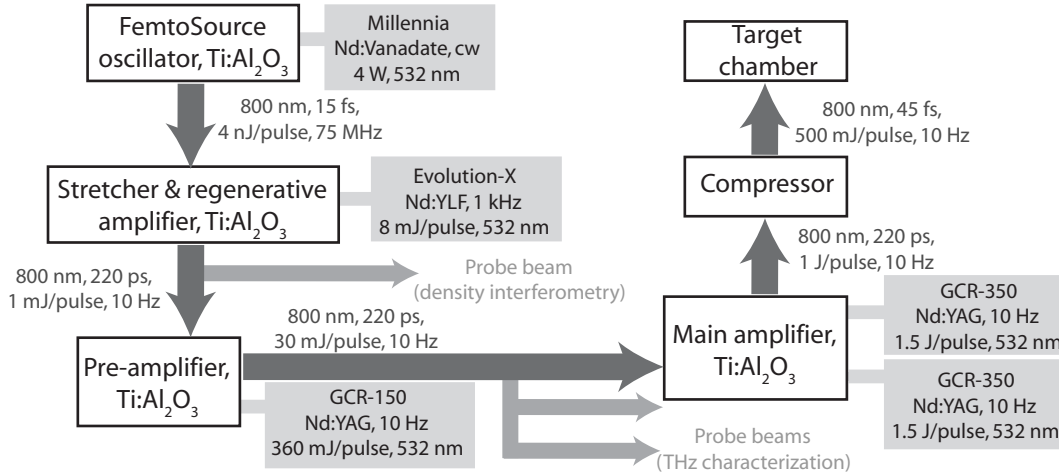 FemtoSource
oscillator, Ti:Al₂O₃
Millennia
Nd:Vanadate, cw
4 W, 532 nm
800 nm, 15 fs,
4 nJ/pulse, 75 MHz
Stretcher & regenerative
amplifier, Ti:Al₂O₃
Evolution-X
Nd:YLF, 1 kHz
8 mJ/pulse, 532 nm
800 nm, 220 ps,
1 mJ/pulse, 10 Hz
Probe beam
(density interferometry)
Pre-amplifier,
Ti:Al₂O₃
800 nm, 220 ps,
30 mJ/pulse, 10 Hz
GCR-150
Nd:YAG, 10 Hz
360 mJ/pulse, 532 nm
Probe beams
(THz characterization)
Main amplifier,
Ti:Al₂O₃
GCR-350
Nd:YAG, 10 Hz
1.5 J/pulse, 532 nm
GCR-350
Nd:YAG, 10 Hz
1.5 J/pulse, 532 nm
800 nm, 220 ps,
1 J/pulse, 10 Hz
Compressor
800 nm, 45 fs,
500 mJ/pulse, 10 Hz
Target
chamber